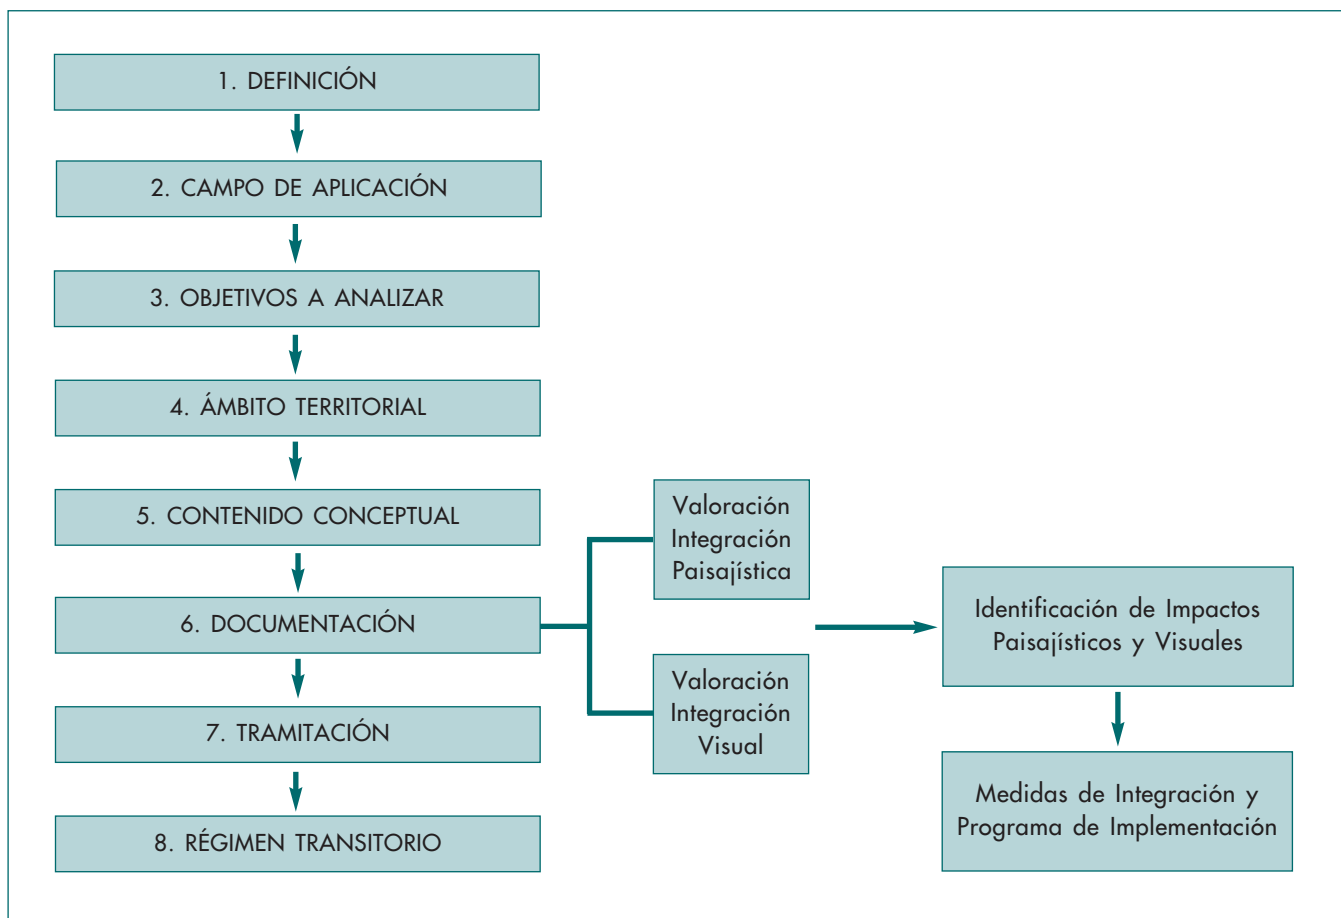 1. DEFINICIÓN
2. CAMPO DE APLICACIÓN
3. OBJETIVOS A ANALIZAR
4. ÁMBITO TERRITORIAL
5. CONTENIDO CONCEPTUAL
6. DOCUMENTACIÓN
7. TRAMITACIÓN
8. RÉGIMEN TRANSITORIO
Valoración
Integración
Paisajística
Valoración
Integración
Visual
Identificación de Impactos
Paisajísticos y Visuales
Medidas de Integración y
Programa de Implementación